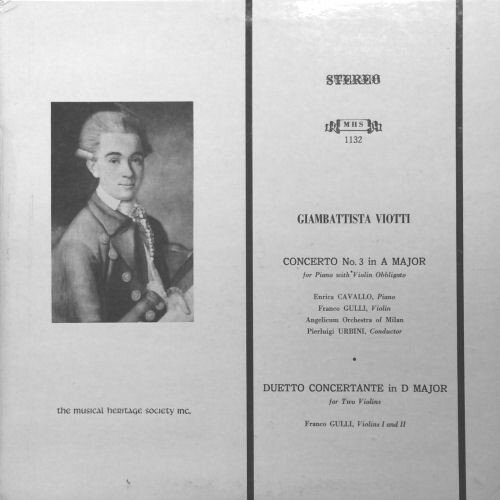 STEREO
MHS
1132
GIAMBATTISTA VIOTTI
CONCERTO No. 3 in A MAJOR
for Piano with Violin Obbligato
Enrica CAVALLO, Piano
Franco GULLI, Violin
Angelicum Orchestra of Milan
Pierluigi URBINI, Conductor
DUETTO CONCERTANTE in D MAJOR
for Two Violins
Franco GULLI, Violins I and II
the musical heritage society inc.